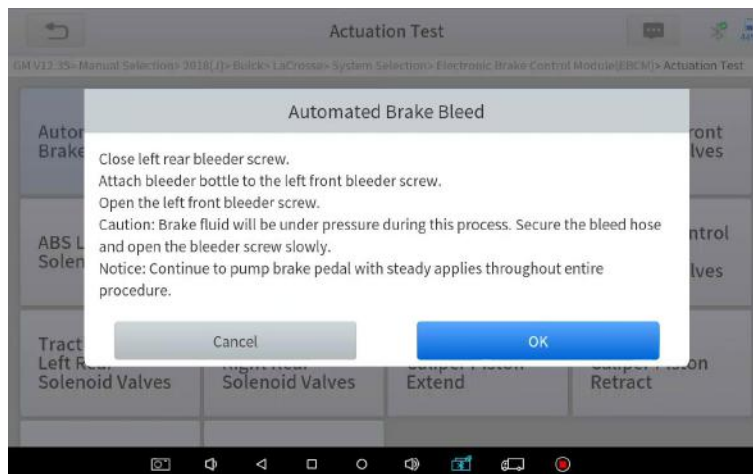 Actuation Test
GM V12.35> Manual Selection> 2018(J)> Buick> LaCrosse> System Selection> Electronic Brake Control Module(EBCM)> Actuation Test
Automated Brake Bleed
Close left rear bleeder screw.
Attach bleeder bottle to the left front bleeder screw.
Open the left front bleeder screw.
Caution: Brake fluid will be under pressure during this process. Secure the bleed hose
and open the bleeder screw slowly.
Notice: Continue to pump brake pedal with steady applies throughout entire
procedure.
Cancel
OK
Autor
Brake
ront
lves
ABS L
Solen
ntrol
lves
Tract
Left R
Solenoid Valves
Solenoid Valves
Extend
on
Retract